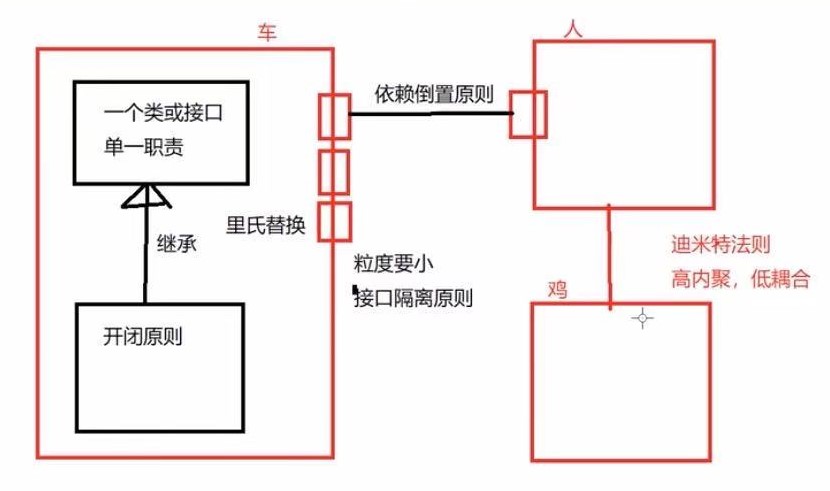 车
人
一个类或接口
单一职责
依赖倒置原则
里氏替换
继承
粒度要小
接口隔离原则
迪米特法则
高内聚，低耦合
鸡
开闭原则